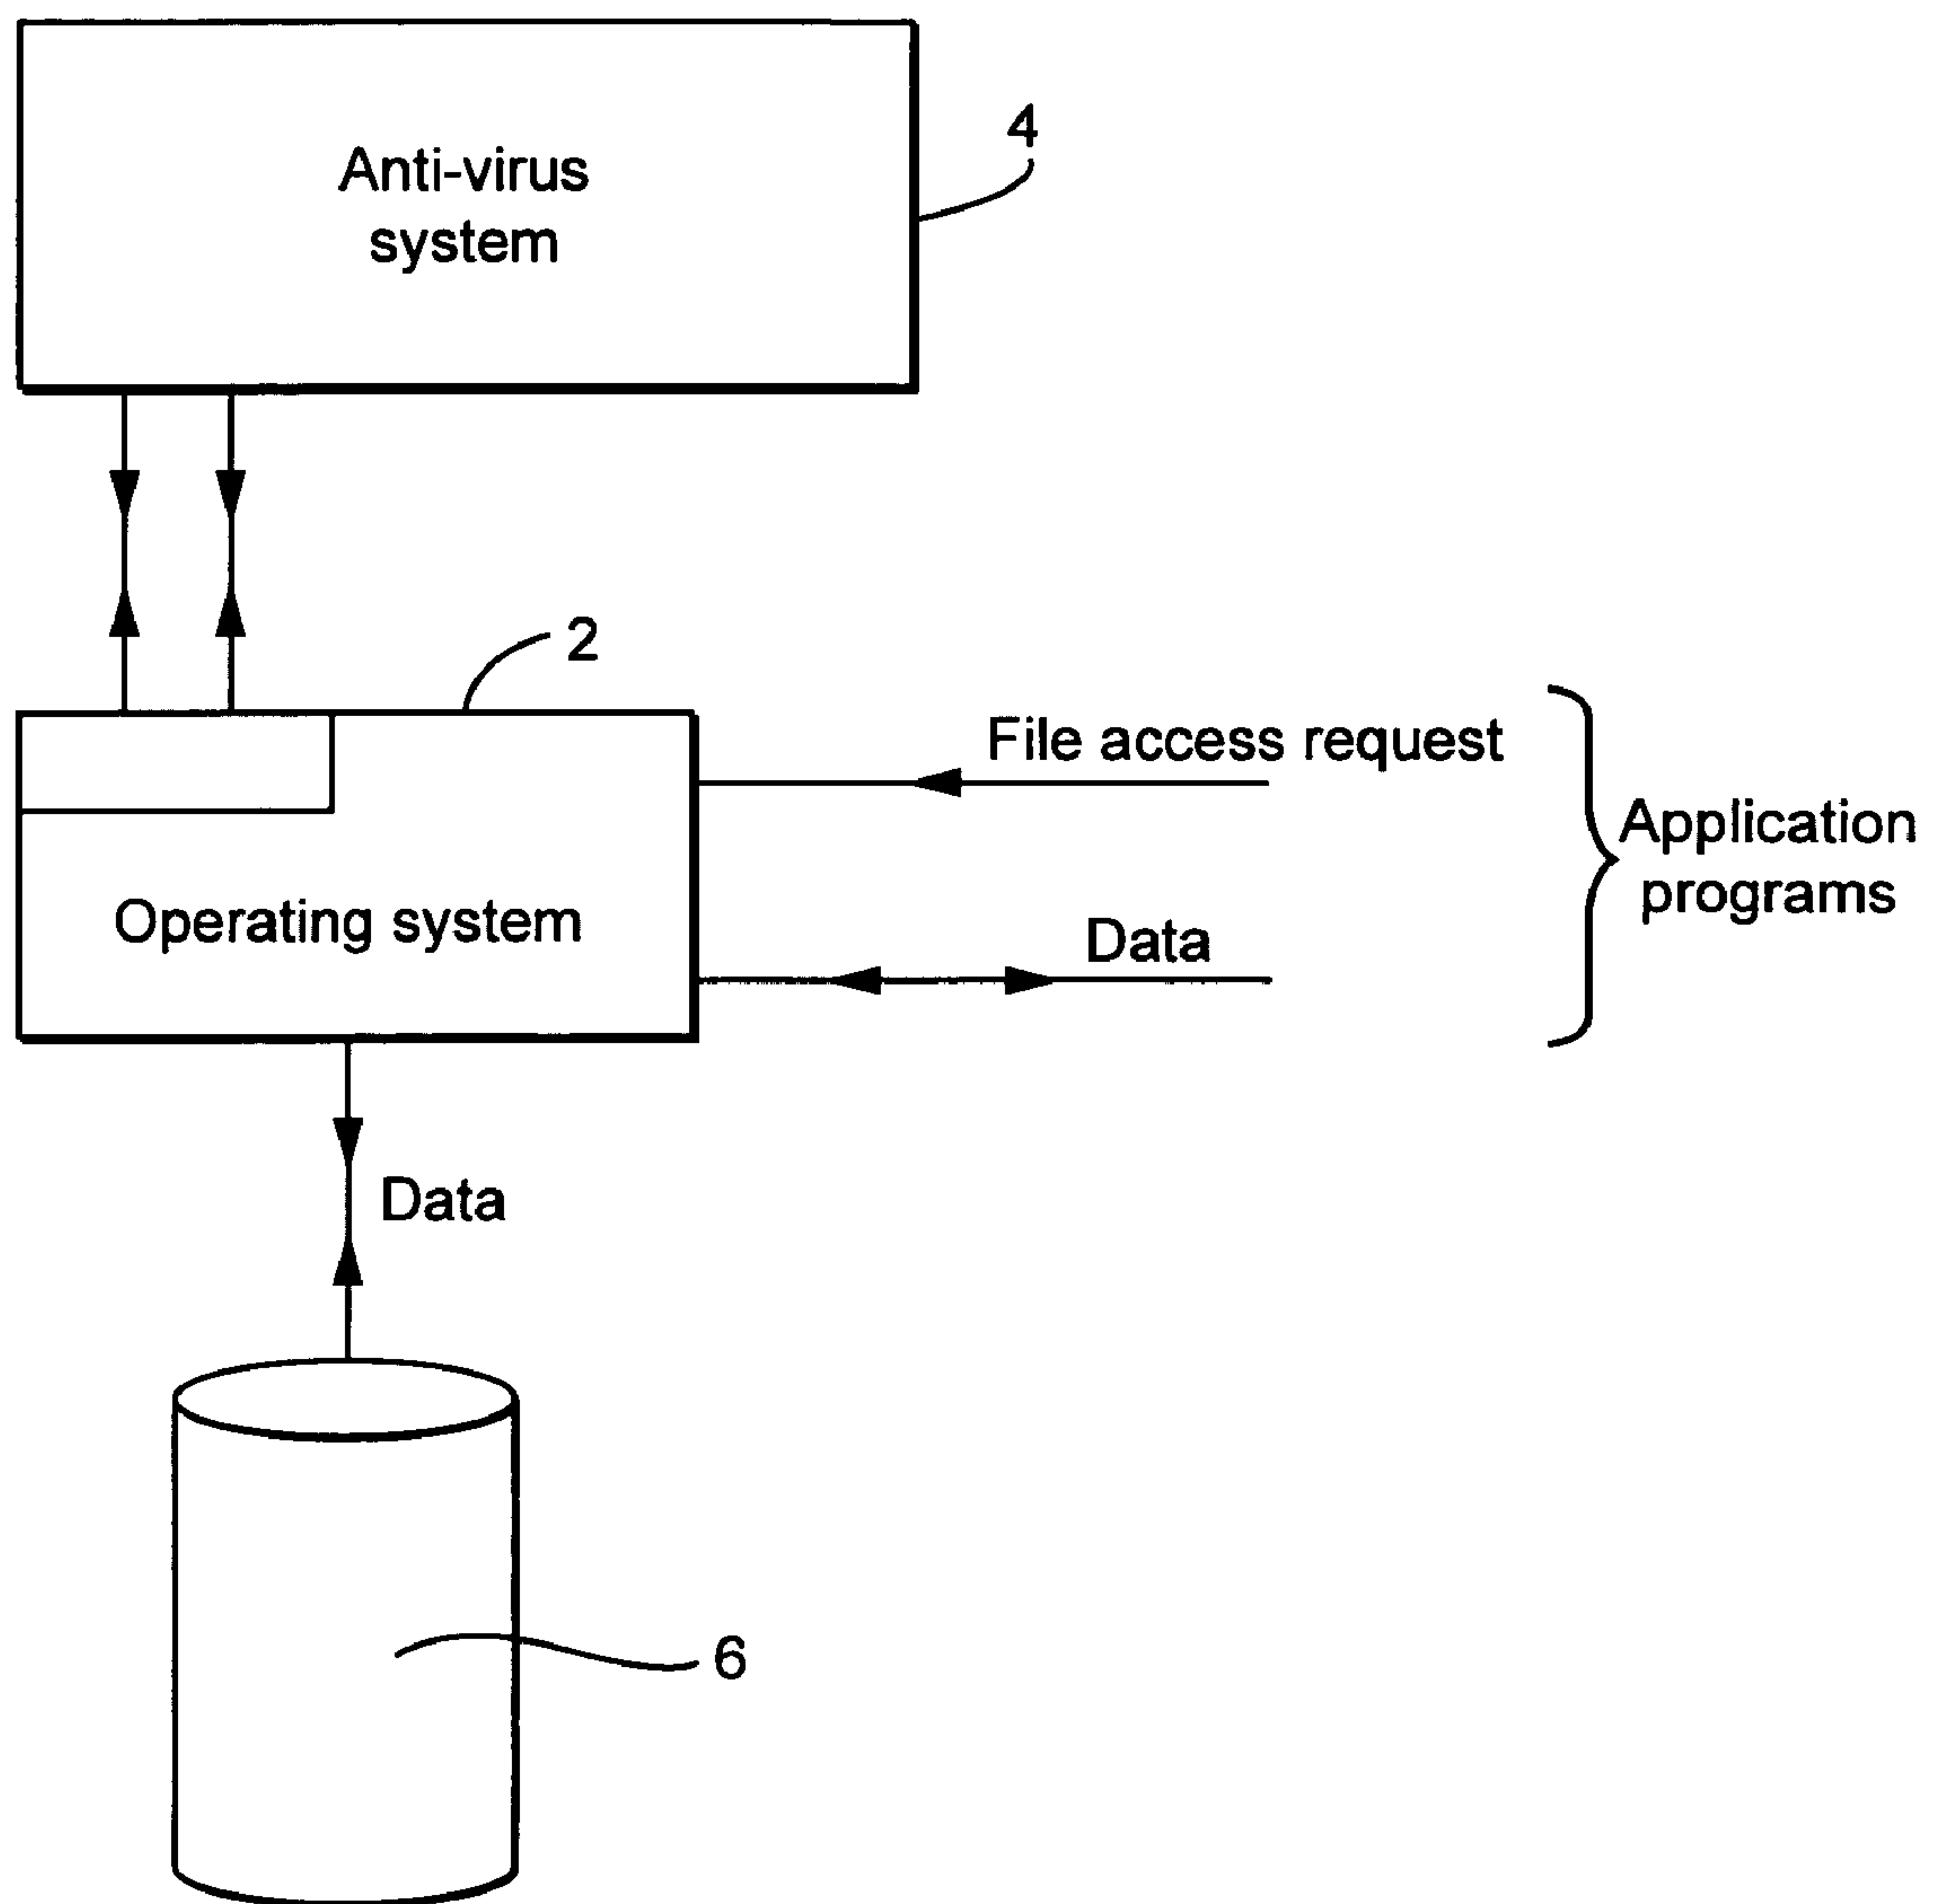 Anti-virus
system
4
2
File access request
Application
programs
Operating system
Data
Data
6